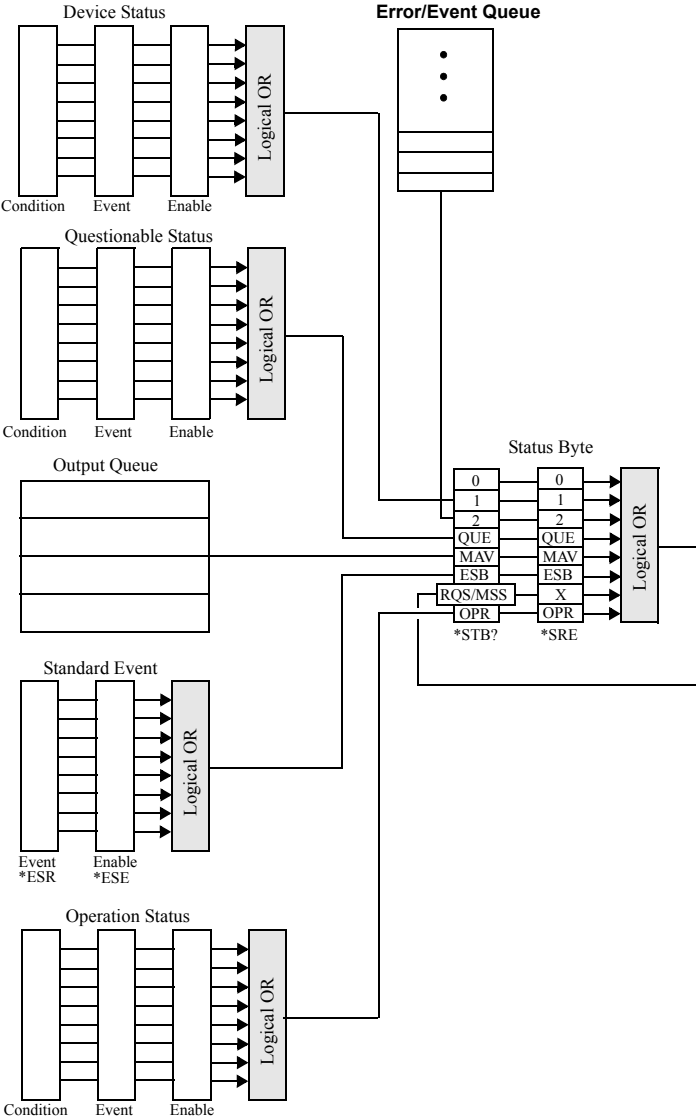 Device Status
Error/Event Queue
Logical OR
Condition Event Enable
Questionable Status
Logical OR
Condition Event Enable
Output Queue
Status Byte
0 0
1 1
2 2
QUE QUE
MAV MAV
ESB ESB
RQS/MSS X
OPR OPR
*STB? *SRE
Logical OR
Standard Event
Logical OR
Event Enable
*ESR *ESE
Operation Status
Logical OR
Condition Event Enable